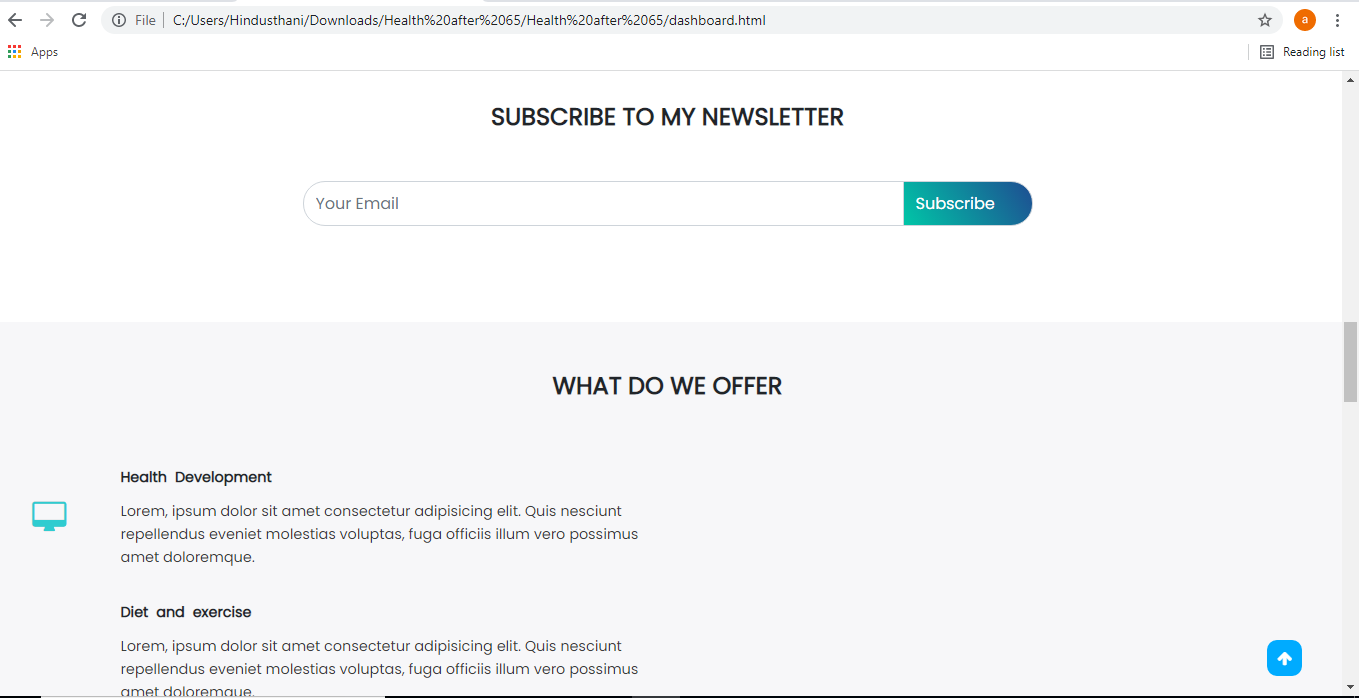 File C:/Users/Hindusthani/Downloads/Health%20after%2065/Health%20after%2065/dashboard.html
a
Apps
Reading list
SUBSCRIBE TO MY NEWSLETTER
Your Email
Subscribe
WHAT DO WE OFFER
Health Development
Lorem, ipsum dolor sit amet consectetur adipisicing elit. Quis nesciunt
repellendus eveniet molestias voluptas, fuga officiis illum vero possimus
amet doloremque.
Diet and exercise
Lorem, ipsum dolor sit amet consectetur adipisicing elit. Quis nesciunt
repellendus eveniet molestias voluptas, fuga officiis illum vero possimus
amet doloremque.